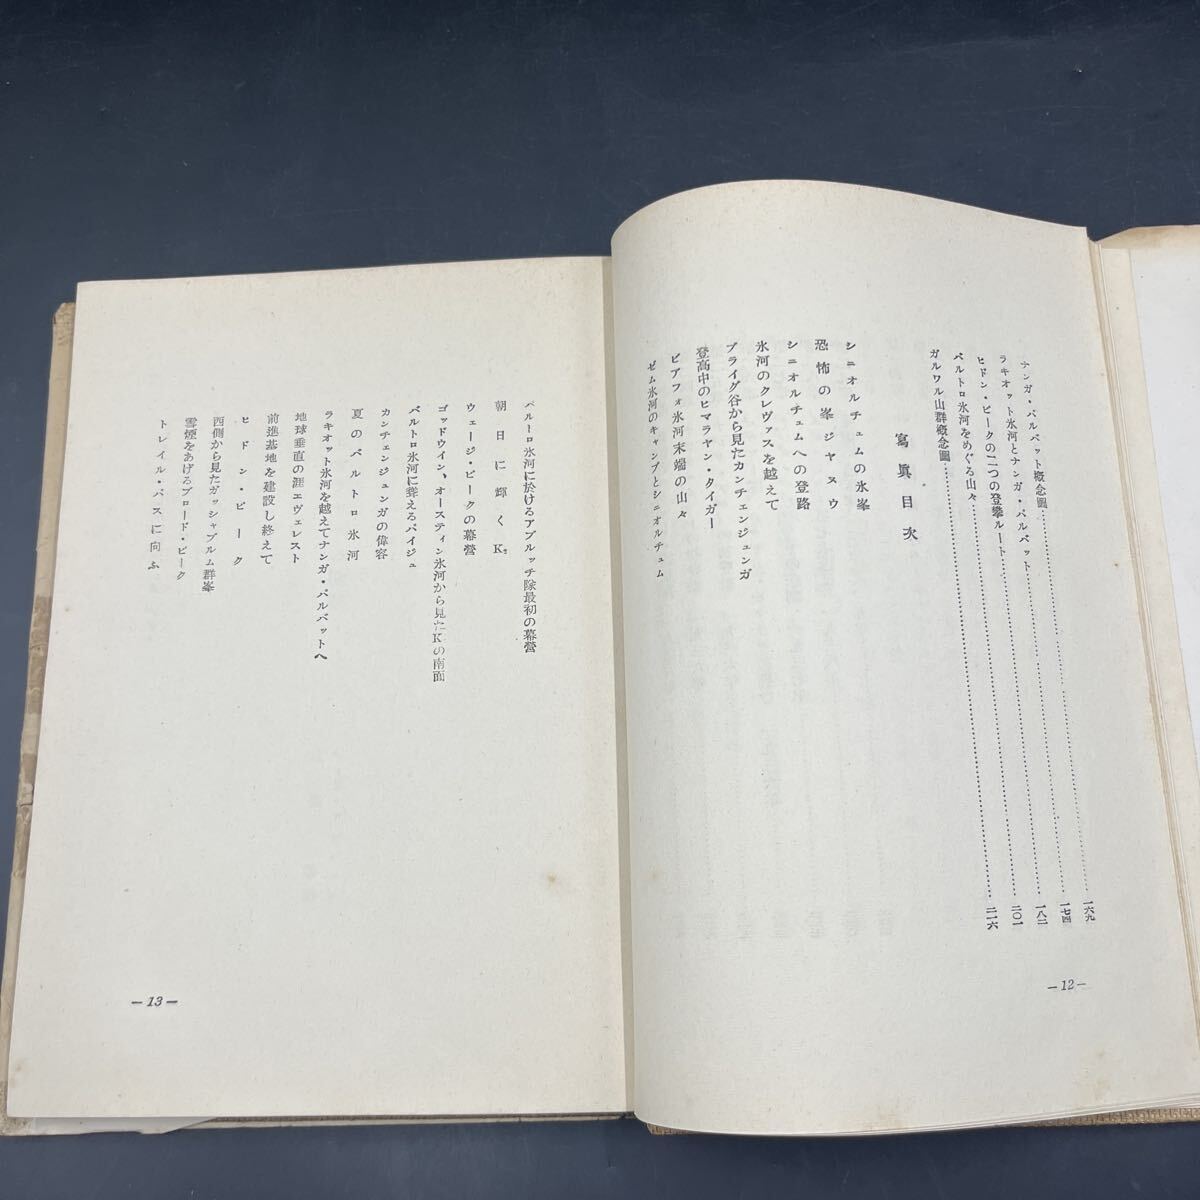 ナンガ・パルバット概念圖……一六九
ラキオット氷河とナンガ・パルバット……一七四
ヒドン・ピークの二つの登攀ルート……一八二
バルトロ氷河をめぐる山々……二〇一
ガルワル山群概念圖……二一六
寫眞目次
シニオルチュムの氷峯
恐怖の峯ジャヌウ
シニオルチュムへの登路
氷河のクレヴァスを越えて
プライグ谷から見たカンチェンジュンガ
登高中のヒマラヤン・タイガー
ビアフォ氷河末端の山々
ゼム氷河のキャンプとシニオルチュム
—12—
バルトロ氷河に於けるアブルッチ隊最初の幕營
朝日に輝くK2
ウェージ・ピークの幕營
ゴッドウイン、オースティン氷河から見たKの南面
バルトロ氷河に聳えるパイジュ
カンチェンジュンガの偉容
夏のバルトロ氷河
ラキオット氷河を越えてナンガ・パルバットへ
地球垂直の涯エヴェレスト
前進基地を建設し終えて
ヒドン・ピーク
西側から見たガッシャブルム群峯
雪煙をあげるブロード・ピーク
トレイル・パスに向ふ
—13—